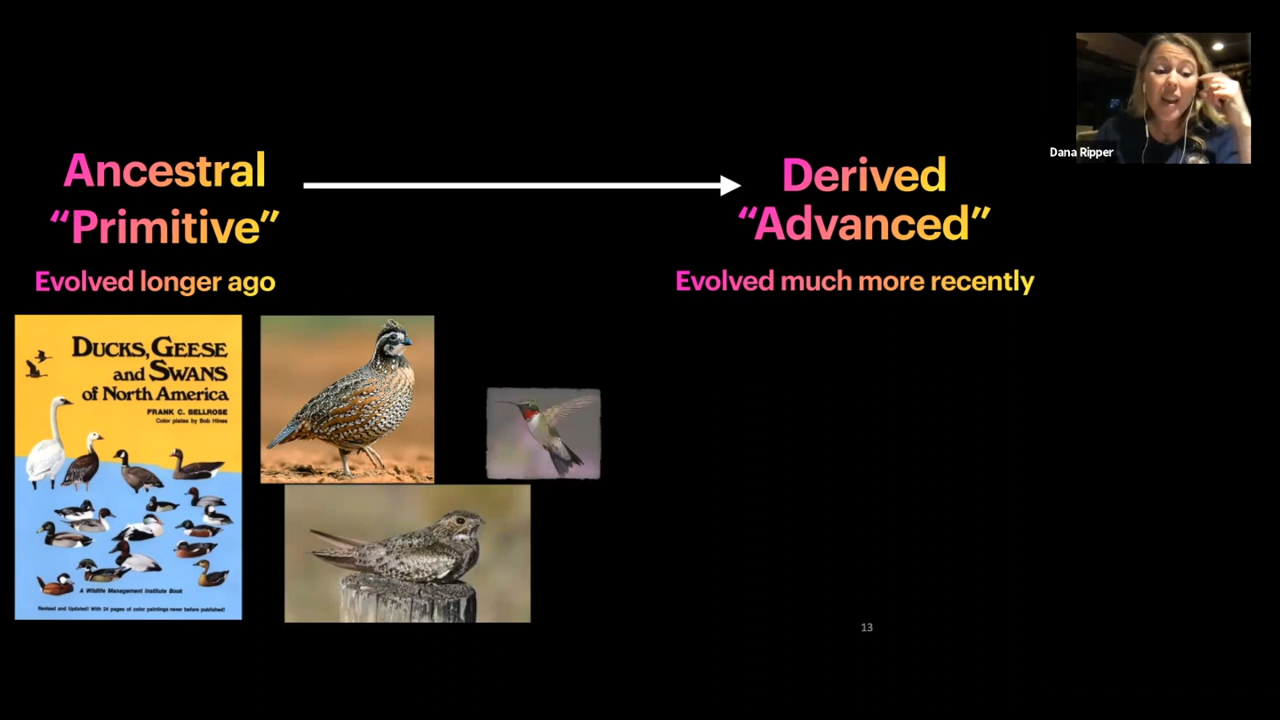 Ancestral
“Primitive”
Evolved longer ago
Derived
“Advanced”
Evolved much more recently
Dana Ripper
DUCKS, GEESE
and SWANS
of North America
FRANK C. BELLROSE
Color plates by Bob Hines
A Wildlife Management Institute Book
Revised and Updated! With 24 pages of color paintings never before published!
13